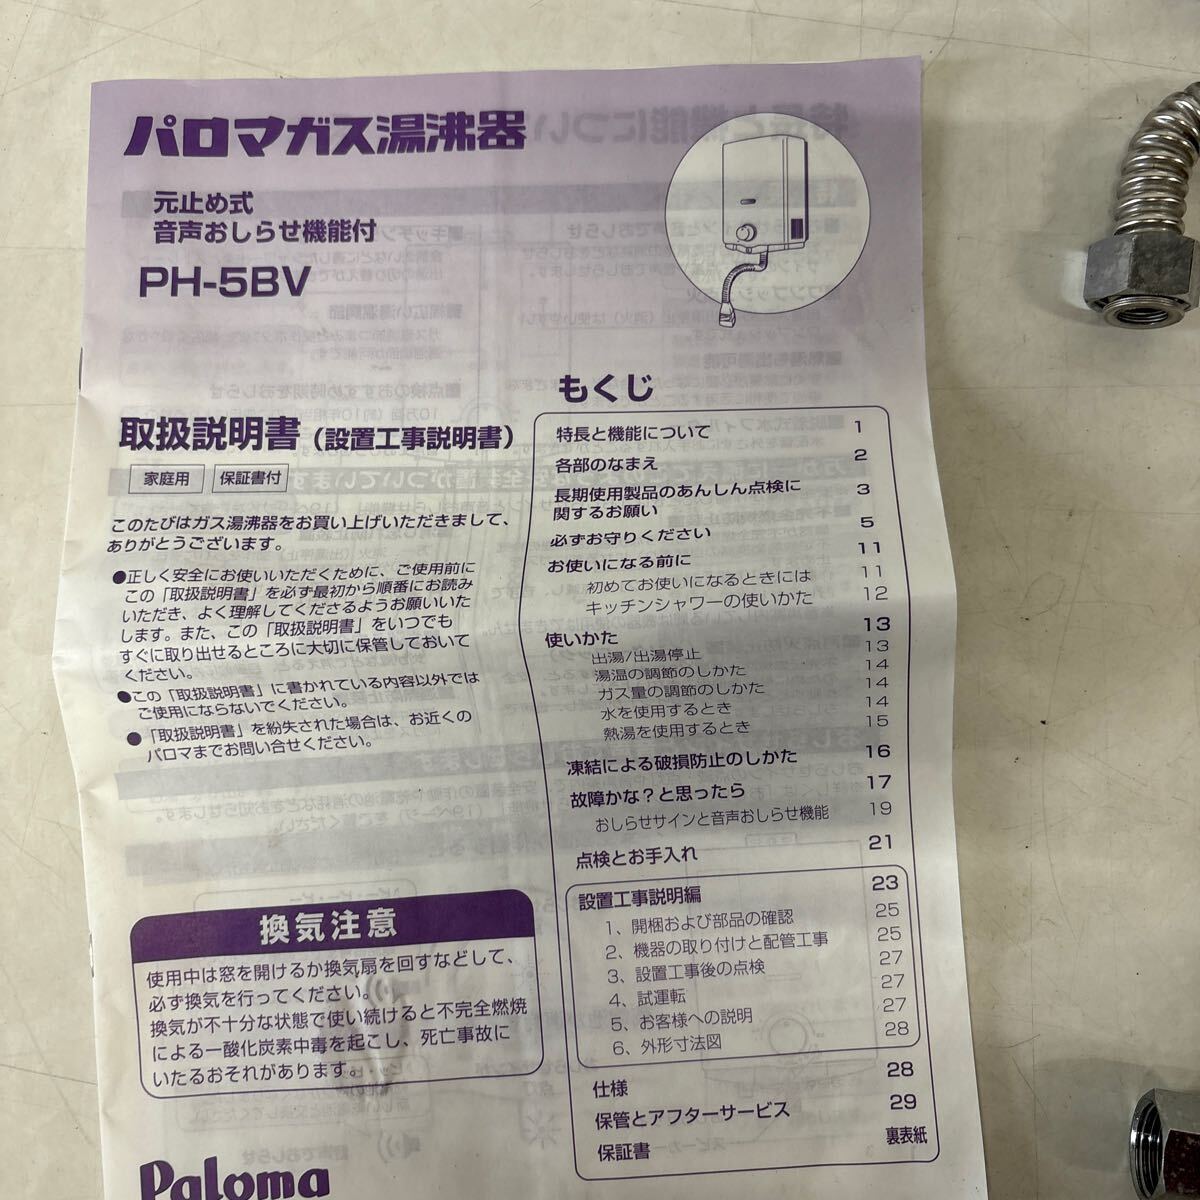 パロマガス湯沸器
元止め式
音声おしらせ機能付
PH-5BV
取扱説明書（設置工事説明書）
家庭用 保証書付
このたびはガス湯沸器をお買い上げいただきまして、
ありがとうございます。
●正しく安全にお使いいただくために、ご使用前に
この「取扱説明書」を必ず最初から順番にお読み
いただき、よく理解してくださるようお願いいた
します。また、この「取扱説明書」をいつでも
すぐに取り出せるところに大切に保管しておいて
ください。
●この「取扱説明書」に書かれている内容以外では
ご使用にならないでください。
●「取扱説明書」を紛失された場合は、お近くの
パロマまでお問い合せください。
換気注意
使用中は窓を開けるか換気扇を回すなどして、
必ず換気を行ってください。
換気が不十分な状態で使い続けると不完全燃焼
による一酸化炭素中毒を起こし、死亡事故に
いたるおそれがあります。
Paloma
もくじ
特長と機能について 1
各部のなまえ 2
長期使用製品のあんしん点検に 3
関するお願い
必ずお守りください 5
お使いになる前に 11
初めてお使いになるときには 11
キッチンシャワーの使いかた 12
使いかた 13
出湯/出湯停止 13
湯温の調節のしかた 14
ガス量の調節のしかた 14
水を使用するとき 14
熱湯を使用するとき 15
凍結による破損防止のしかた 16
故障かな？と思ったら 17
おしらせサインと音声おしらせ機能 19
点検とお手入れ 21
設置工事説明編 23
1、開梱および部品の確認 25
2、機器の取り付けと配管工事 25
3、設置工事後の点検 27
4、試運転 27
5、お客様への説明 27
6、外形寸法図 28
仕様 28
保管とアフターサービス 29
保証書 裏表紙